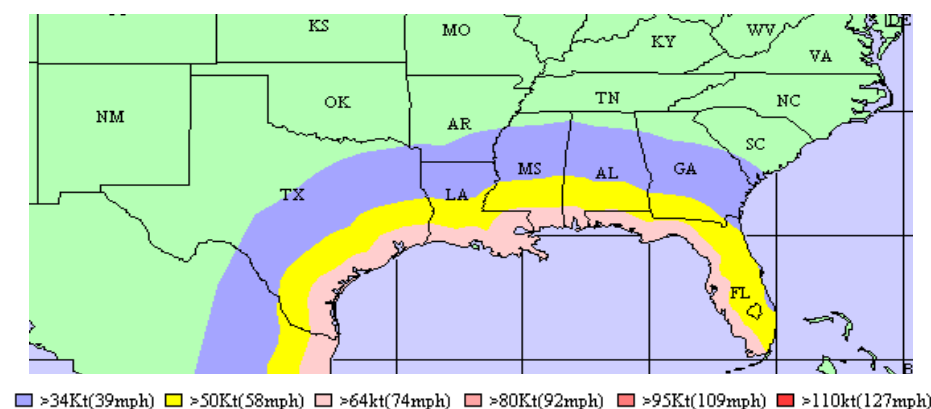 DE
KS
MO
WV
KY
VA
NM
OK
TN
NC
AR
SC
TX
LA
MS
AL
GA
FL
B
>34Kt(39mph) >50Kt(58mph) >64kt(74mph) >80Kt(92mph) >95Kt(109mph) >110kt(127mph)